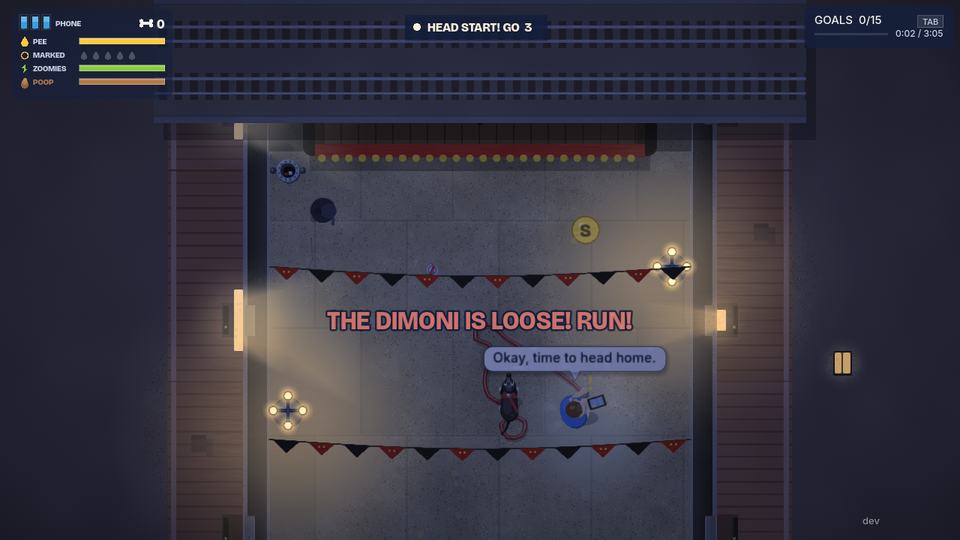 PHONE
0
PEE
MARKED
ZOOMIES
POOP
HEAD START! GO 3
GOALS 0/15
TAB
0:02 / 3:05
S
THE DIMONI IS LOOSE! RUN!
Okay, time to head home.
dev